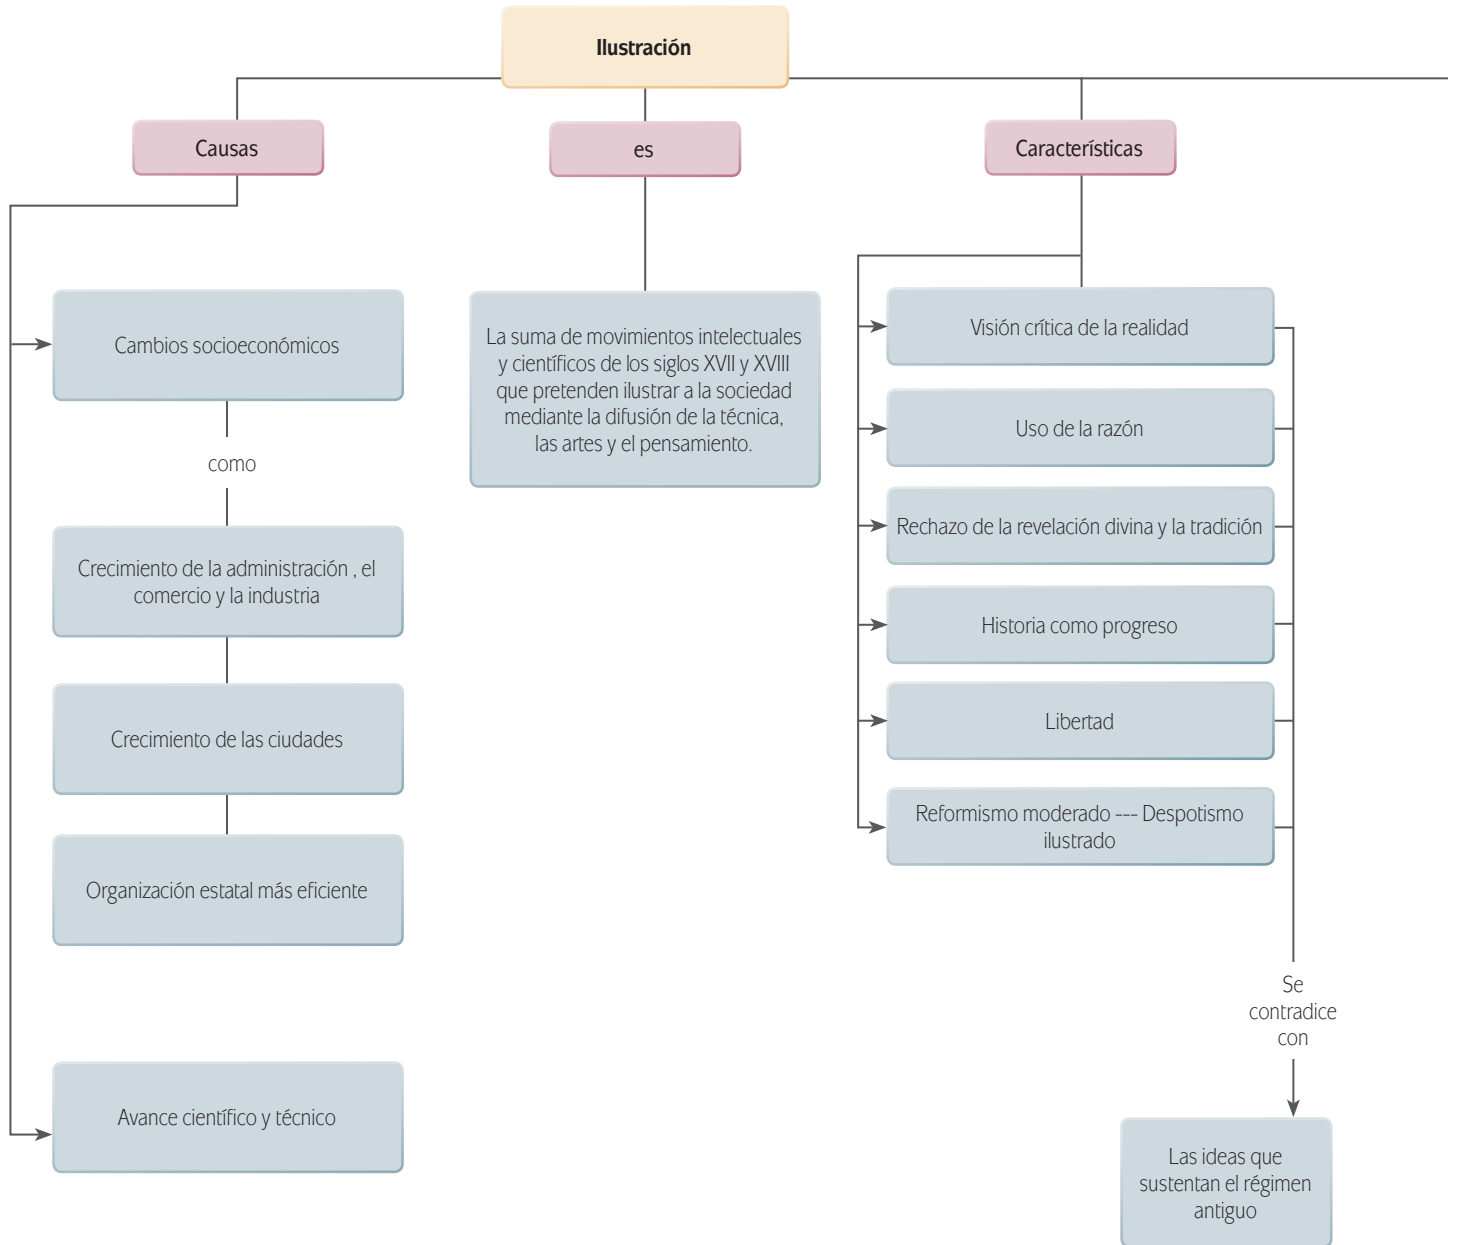 Ilustración
Causas
es
Características
Cambios socioeconómicos
como
Crecimiento de la administración , el
comercio y la industria
Crecimiento de las ciudades
Organización estatal más eficiente
Avance científico y técnico
La suma de movimientos intelectuales
y científicos de los siglos XVII y XVIII
que pretenden ilustrar a la sociedad
mediante la difusión de la técnica,
las artes y el pensamiento.
Visión crítica de la realidad
Uso de la razón
Rechazo de la revelación divina y la tradición
Historia como progreso
Libertad
Reformismo moderado --- Despotismo
ilustrado
Se
contradice
con
Las ideas que
sustentan el régimen
antiguo